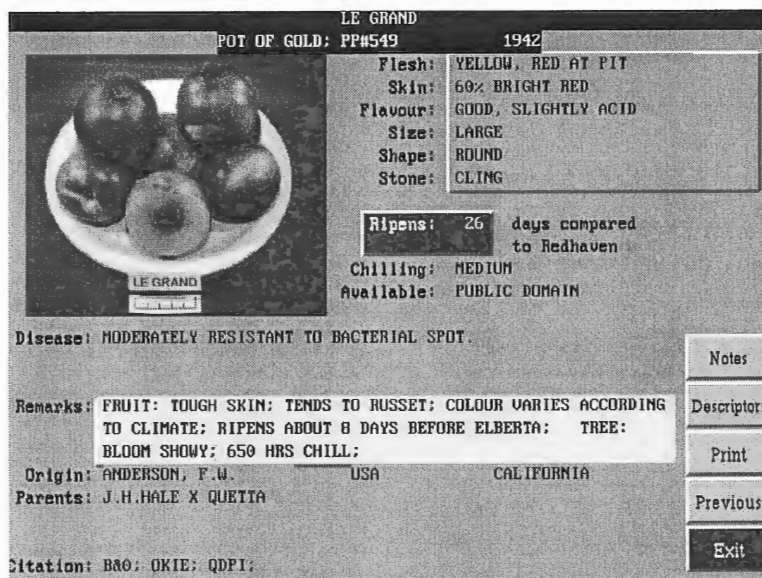 LE GRAND
POT OF GOLD; PP#549 1942
Flesh: YELLOW, RED AT PIT
Skin: 60% BRIGHT RED
Flavour: GOOD, SLIGHTLY ACID
Size: LARGE
Shape: ROUND
Stone: CLING
Ripens: 26 days compared
to Redhaven
LE GRAND
Chilling: MEDIUM
Available: PUBLIC DOMAIN
Disease: MODERATELY RESISTANT TO BACTERIAL SPOT.
Notes
Remarks: FRUIT: TOUGH SKIN; TENDS TO RUSSET; COLOUR VARIES ACCORDING
TO CLIMATE; RIPENS ABOUT 8 DAYS BEFORE ELBERTA; TREE:
BLOOM SHOWY; 650 HRS CHILL;
Descriptor
Print
Origin: ANDERSON, F.W. USA CALIFORNIA
Parents: J.H.HALE X QUETTA
Previous
Exit
Citation: B&O; OKIE; QDPI;